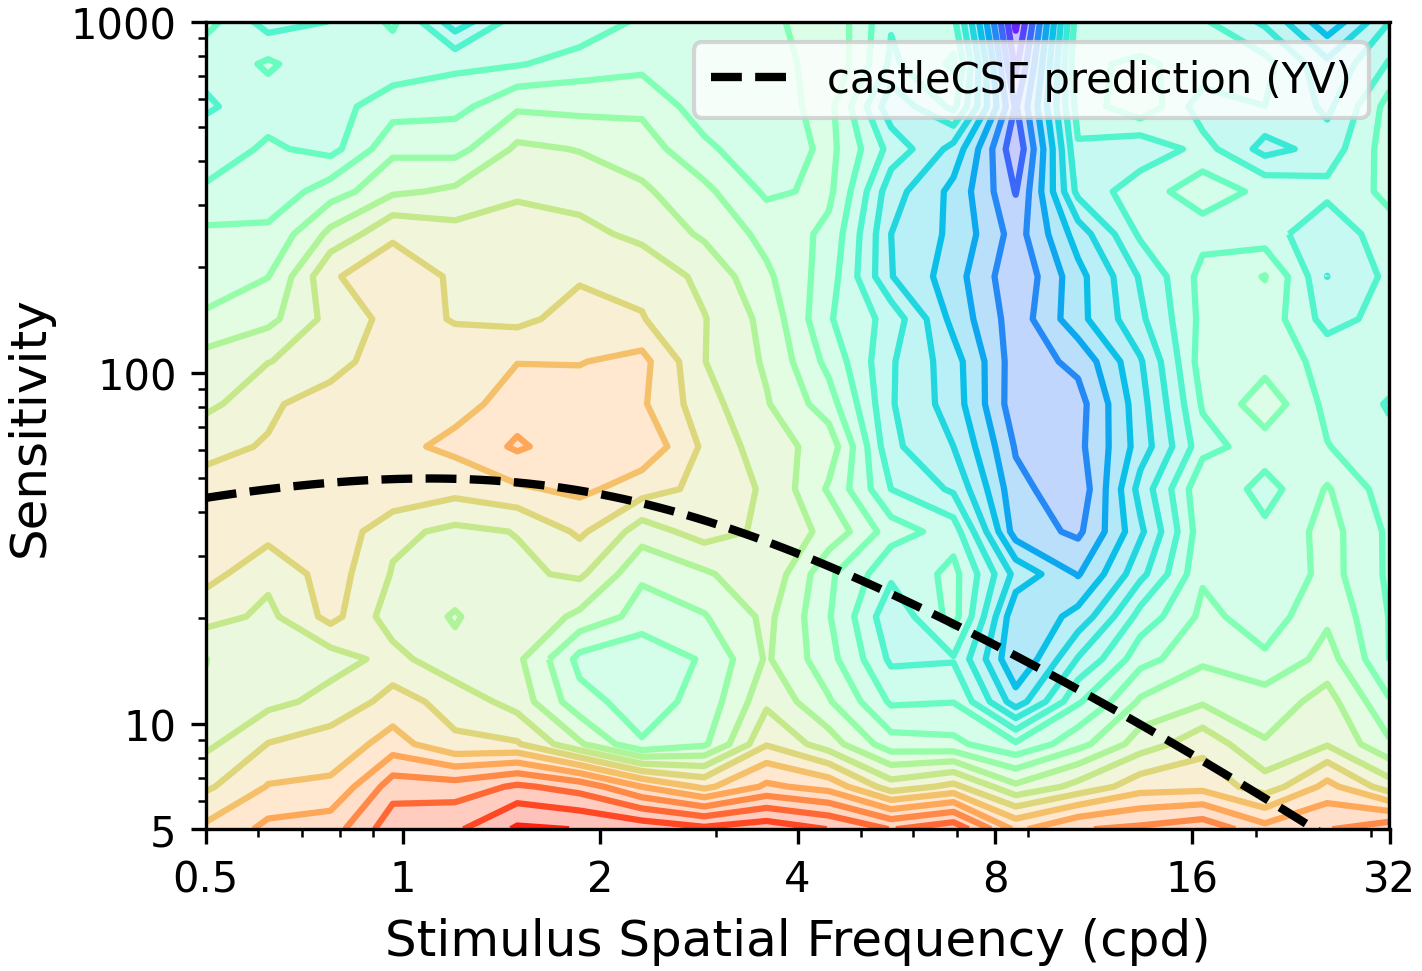 1000
100
10
5
Sensitivity
castleCSF prediction (YV)
0.5 1 2 4 8 16 32
Stimulus Spatial Frequency (cpd)